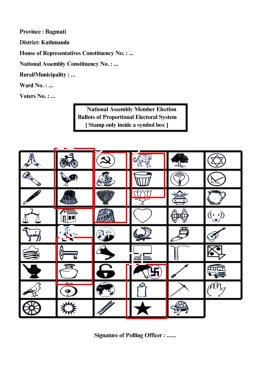 Province : Bagmati
District: Kathmandu
House of Representatives Constituency No. : ...
National Assembly Constituency No. : ...
Rural/Municipality : ...
Ward No. : ...
Voters No. : ...
National Assembly Member Election
Ballots of Proportional Electoral System
[ Stamp only inside a symbol box ]
Signature of Polling Officer : ......